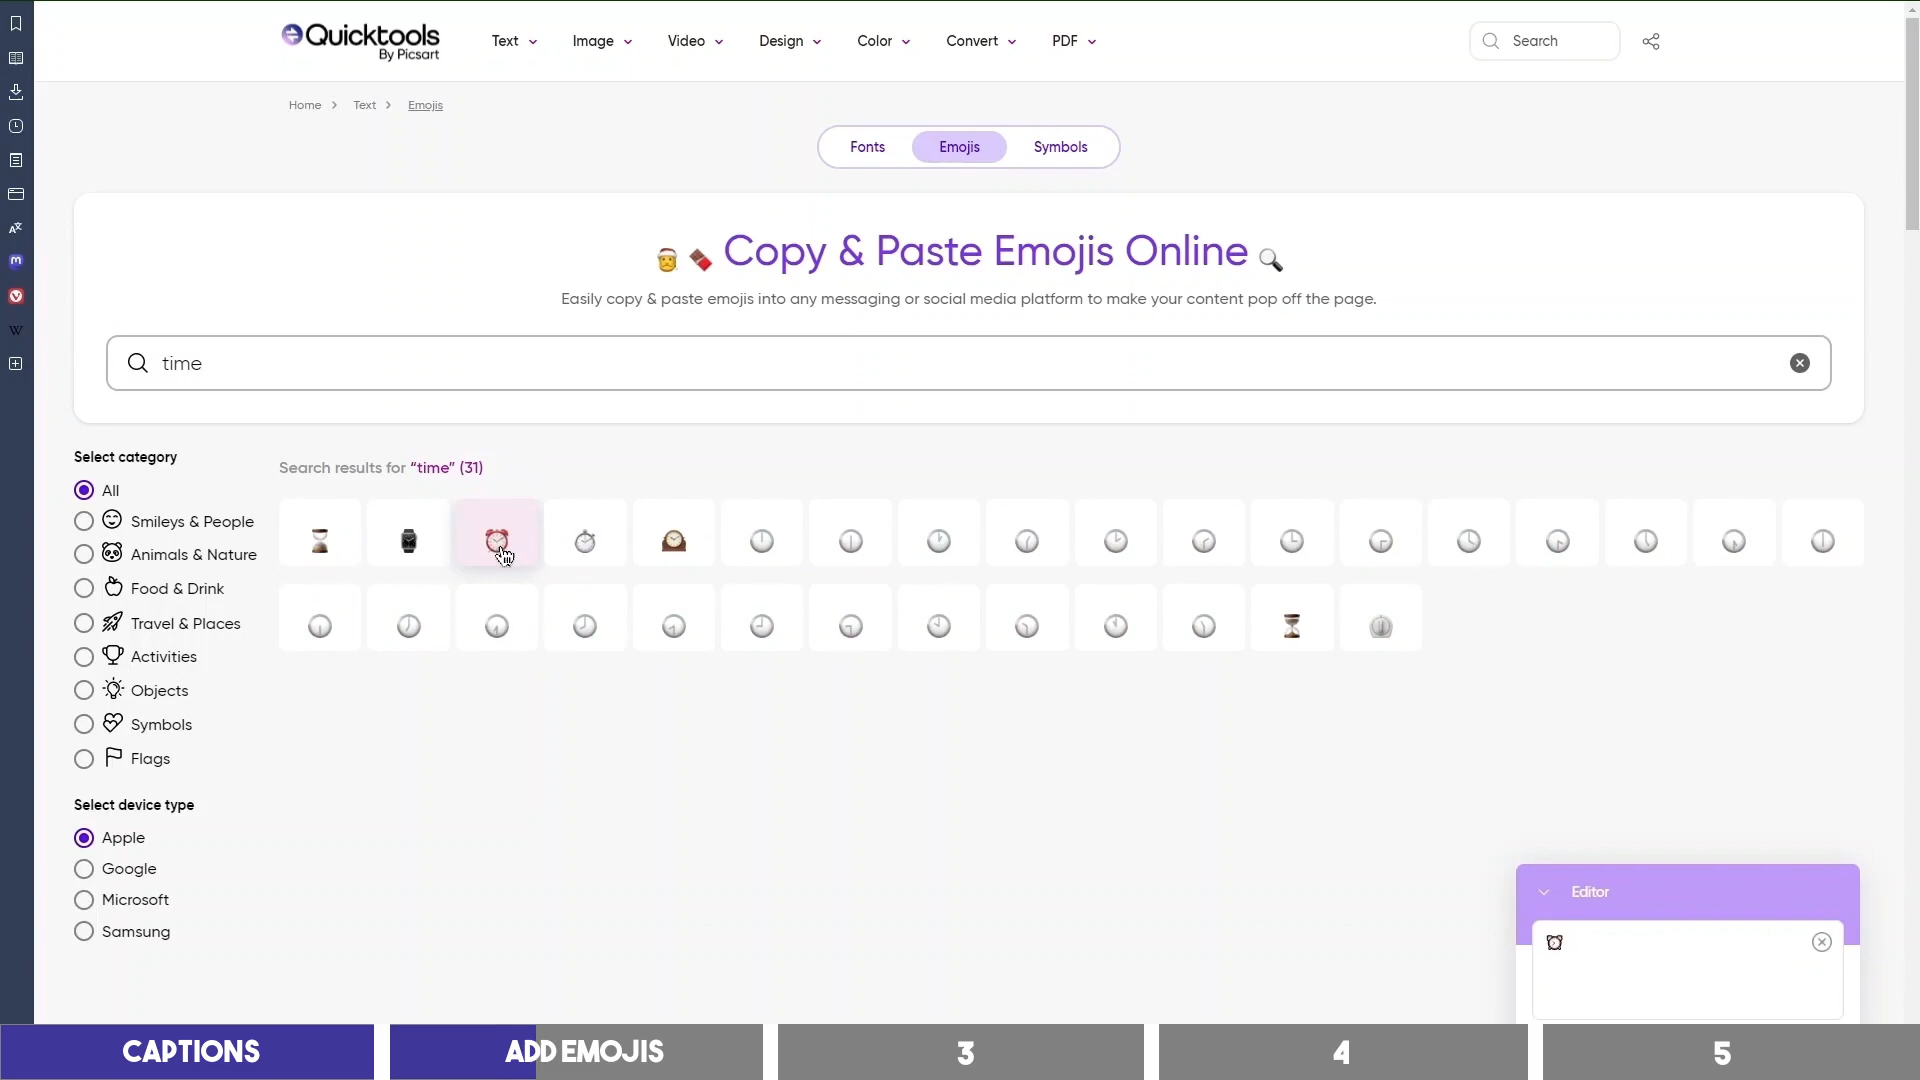 Quicktools
By Picsart
Text
Image
Video
Design
Color
Convert
PDF
Search
Home
Text
Emojis
Fonts
Emojis
Symbols
Copy & Paste Emojis Online
Easily copy & paste emojis into any messaging or social media platform to make your content pop off the page.
time
Select category
Search results for “time” (31)
All
Smileys & People
Animals & Nature
Food & Drink
Travel & Places
Activities
Objects
Symbols
Flags
Select device type
Apple
Google
Microsoft
Samsung
Editor
CAPTIONS
ADD EMOJIS
3
4
5